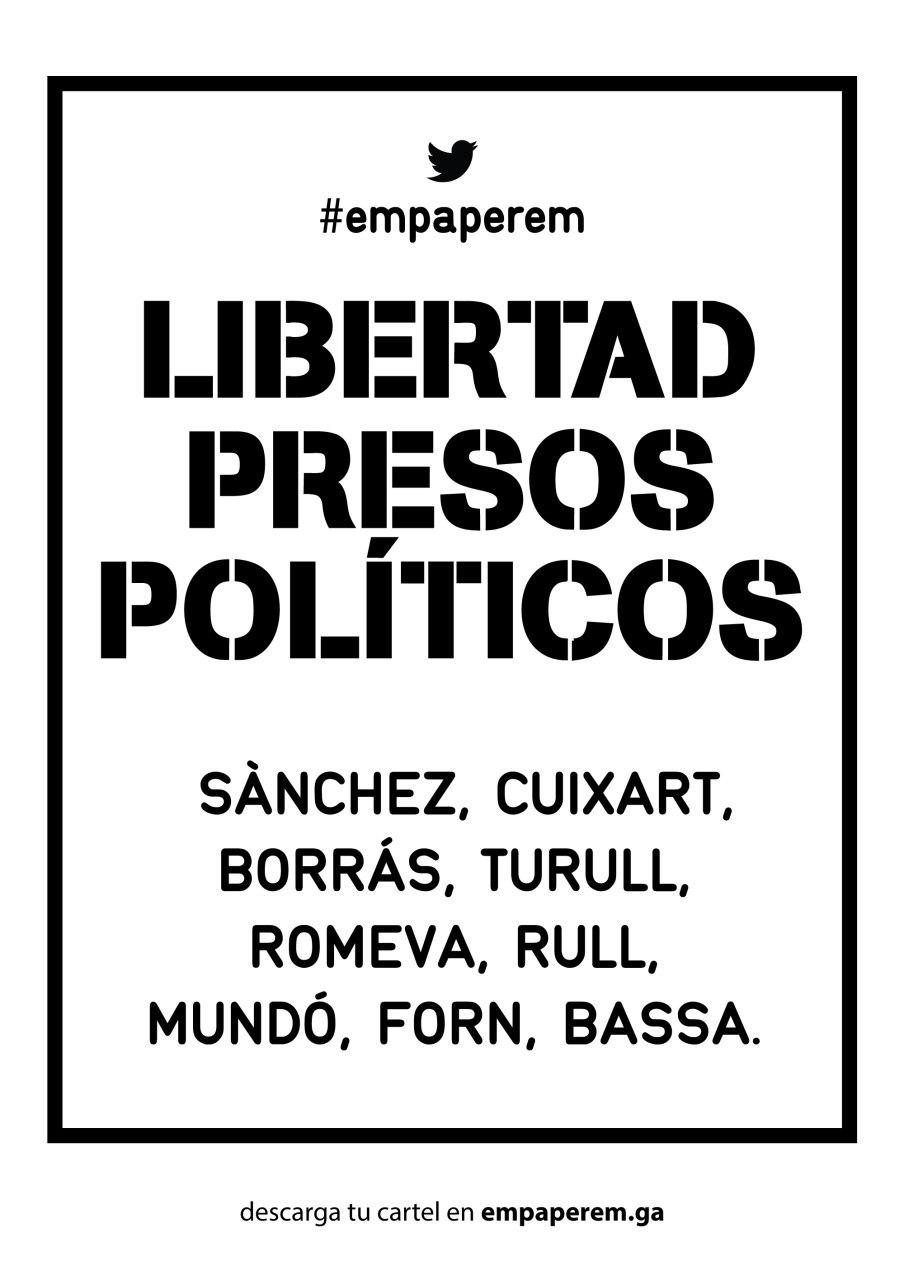 #empaperem
LIBERTAD
PRESOS
POLÍTICOS
SÀNCHEZ, CUIXART,
BORRÁS, TURULL,
ROMEVA, RULL,
MUNDÓ, FORN, BASSA.
descarga tu cartel en empaperem.ga